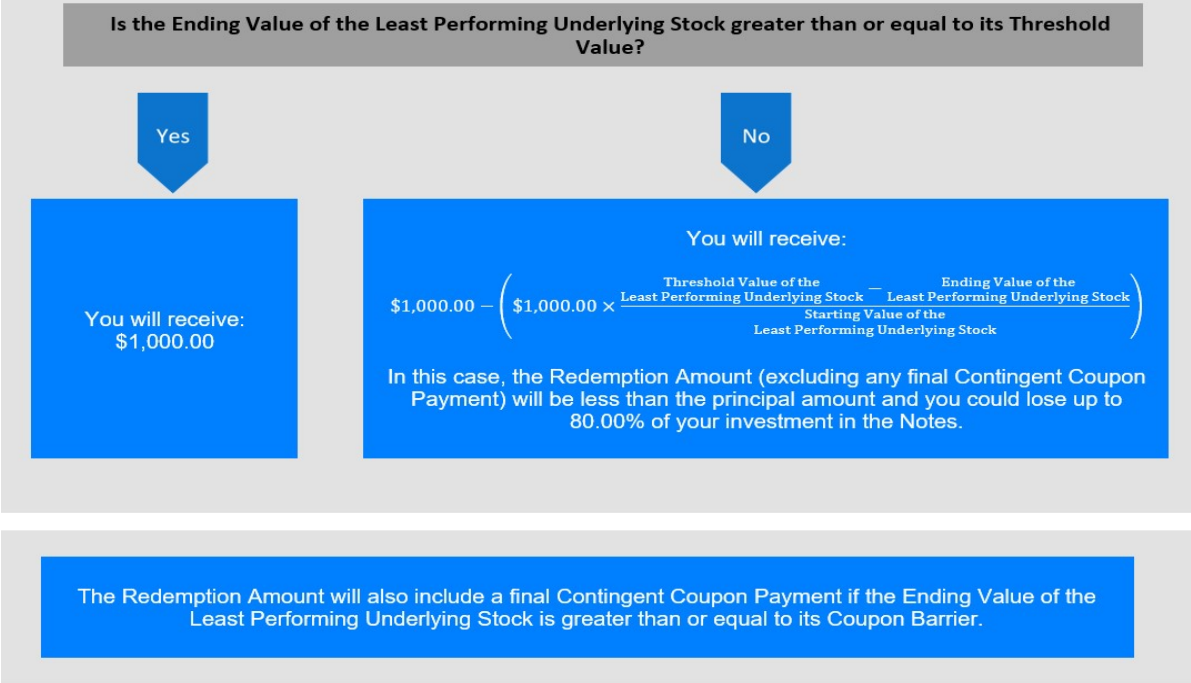 Is the Ending Value of the Least Performing Underlying Stock greater than or equal to its Threshold
Value?
Yes
No
You will receive:
$1,000.00
You will receive:
$1,000.00 − ( $1,000.00 × (Threshold Value of the Least Performing Underlying Stock − Ending Value of the Least Performing Underlying Stock) / Starting Value of the Least Performing Underlying Stock )
In this case, the Redemption Amount (excluding any final Contingent Coupon
Payment) will be less than the principal amount and you could lose up to
80.00% of your investment in the Notes.
The Redemption Amount will also include a final Contingent Coupon Payment if the Ending Value of the
Least Performing Underlying Stock is greater than or equal to its Coupon Barrier.